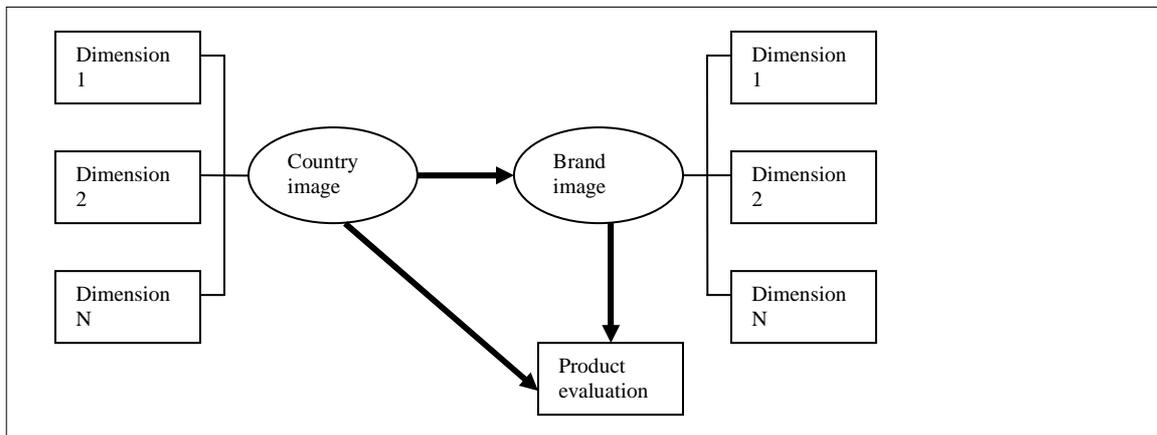 Dimension
1
Dimension
2
Dimension
N
Country
image
Brand
image
Product
evaluation
Dimension
1
Dimension
2
Dimension
N